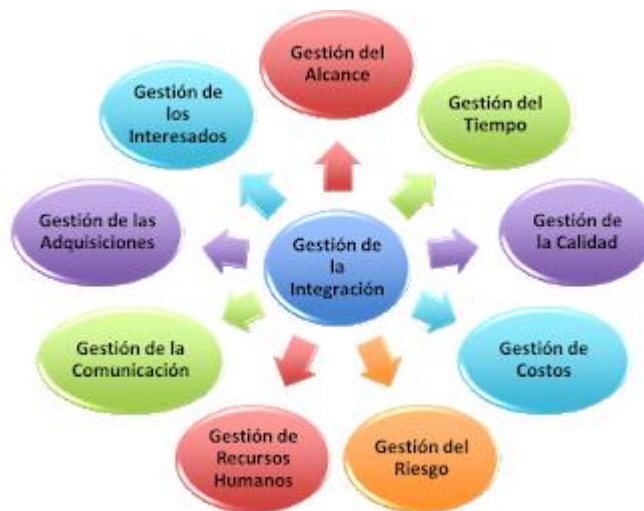 Gestión del
Alcance
Gestión del
Tiempo
Gestión de
la Calidad
Gestión de
Costos
Gestión del
Riesgo
Gestión de
Recursos
Humanos
Gestión de la
Comunicación
Gestión de las
Adquisiciones
Gestión de
los
Interesados
Gestión de
la
Integración